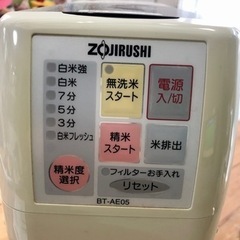 ZOJIRUSHI
白米強
白米
7分
5分
3分
白米フレッシュ
無洗米
スタート
電源
入/切
精米
スタート
米排出
精米度
選択
フィルターお手入れ
リセット
BT-AE05